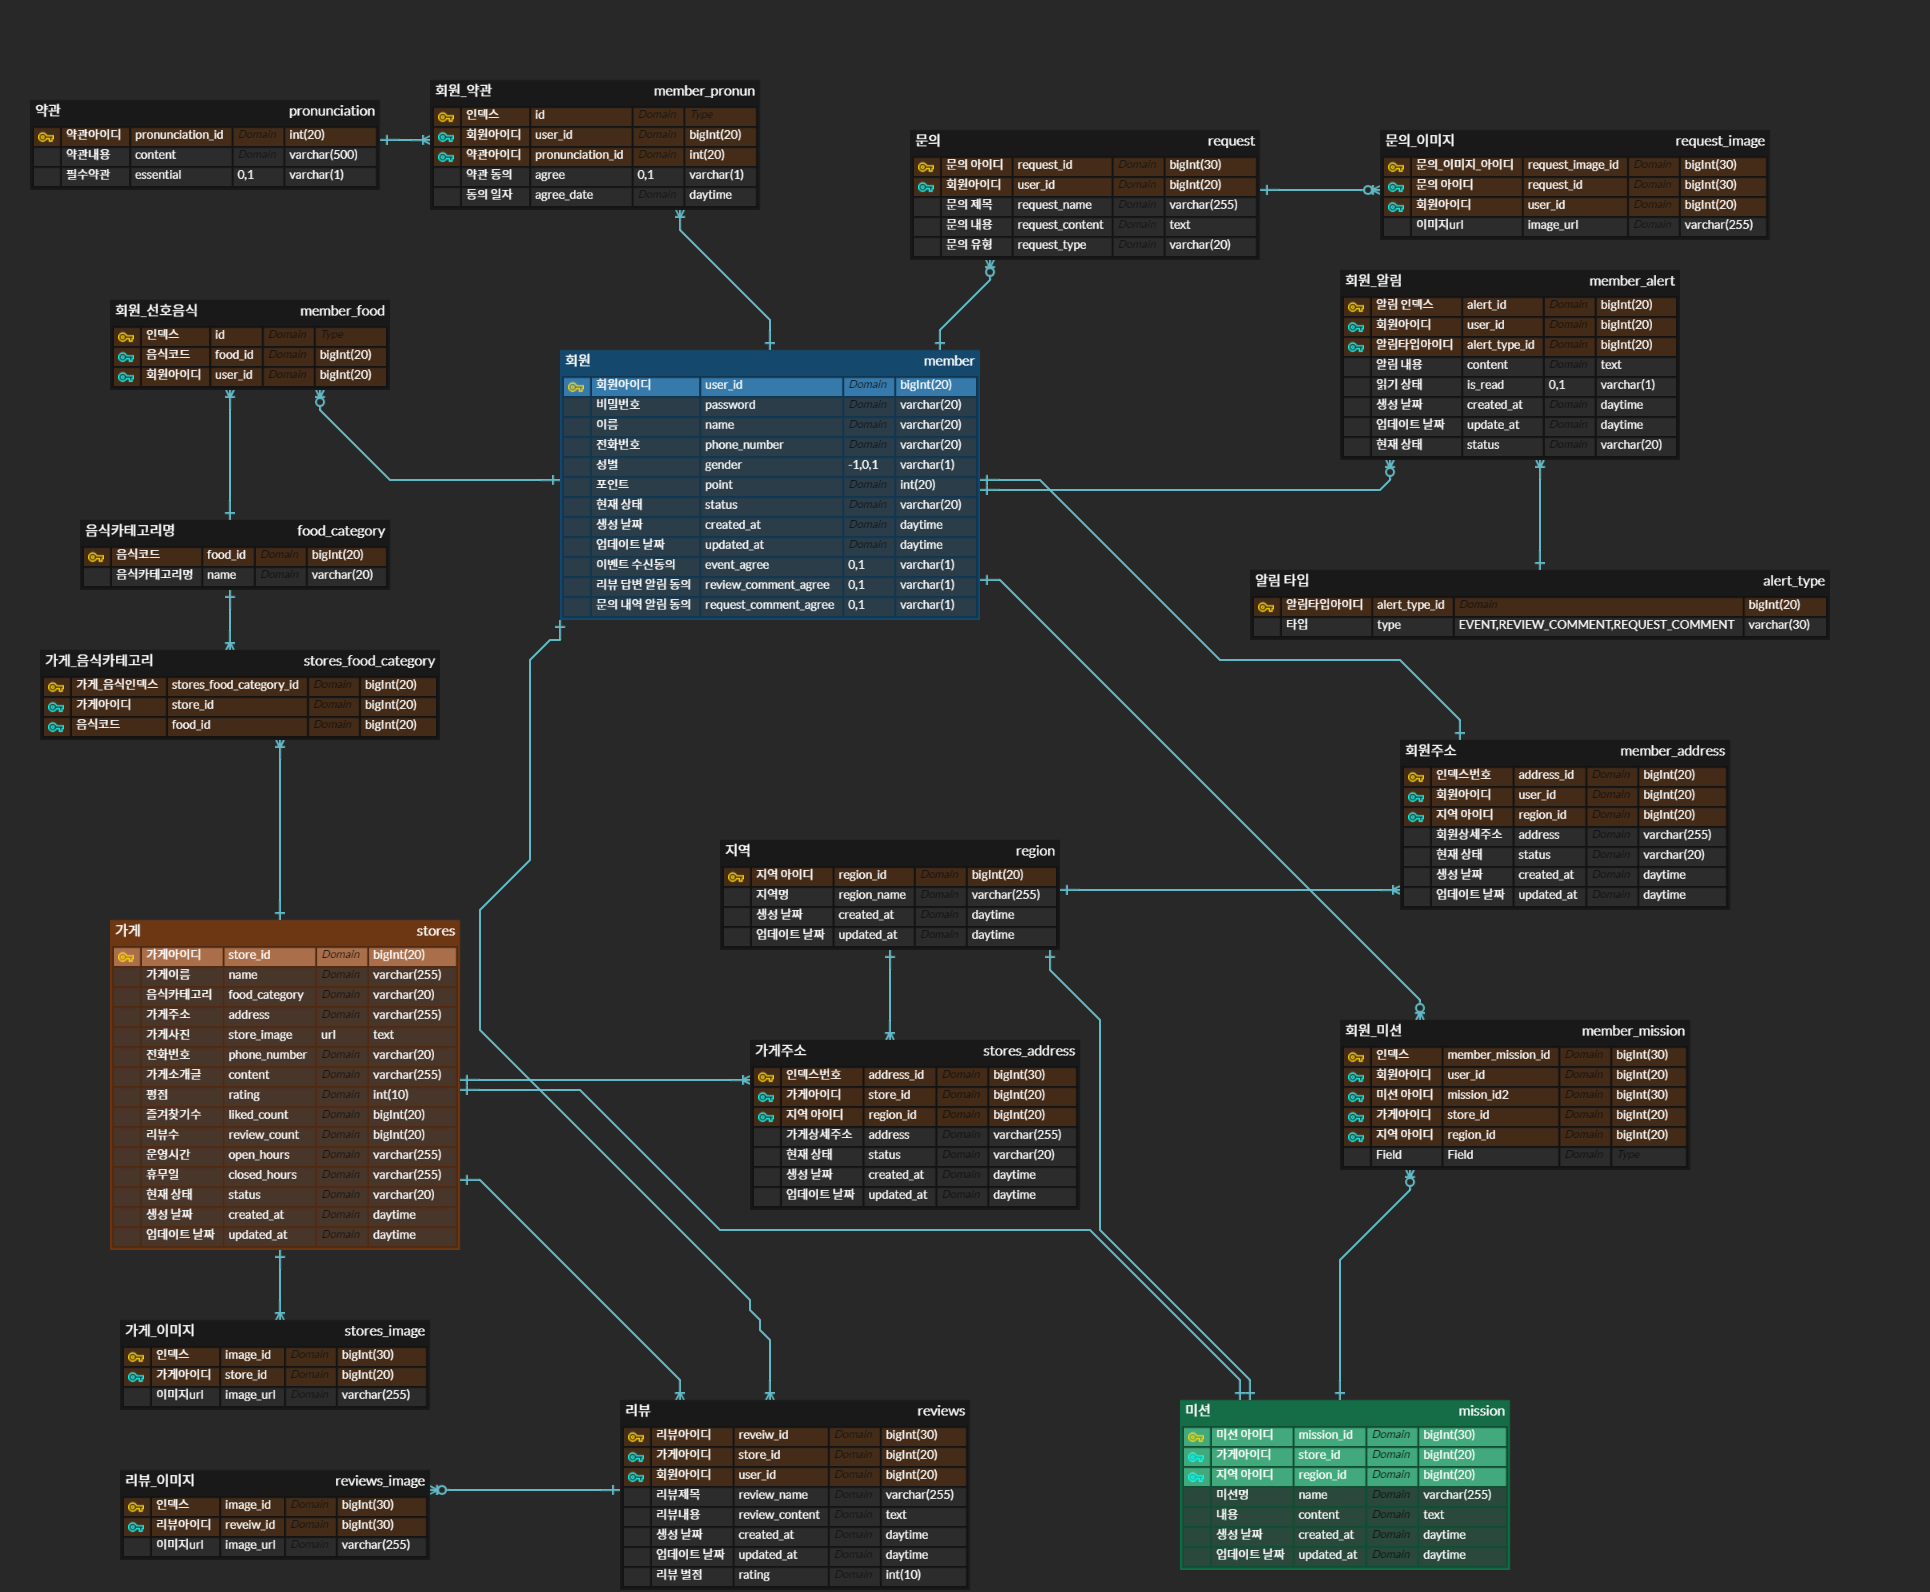 약관 pronunciation
약관아이디 pronunciation_id Domain int(20)
약관내용 content Domain varchar(500)
필수약관 essential 0,1 varchar(1)
회원_약관 member_pronun
인덱스 id Domain Type
회원아이디 user_id Domain bigInt(20)
약관아이디 pronunciation_id Domain int(20)
약관 동의 agree 0,1 varchar(1)
동의 일자 agree_date Domain daytime
문의 request
문의 아이디 request_id Domain bigInt(30)
회원아이디 user_id Domain bigInt(20)
문의 제목 request_name Domain varchar(255)
문의 내용 request_content Domain text
문의 유형 request_type Domain varchar(20)
문의_이미지 request_image
문의_이미지_아이디 request_image_id Domain bigInt(30)
문의 아이디 request_id Domain bigInt(30)
회원아이디 user_id Domain bigInt(20)
이미지url image_url Domain varchar(255)
회원_선호음식 member_food
인덱스 id Domain Type
음식코드 food_id Domain bigInt(20)
회원아이디 user_id Domain bigInt(20)
회원 member
회원아이디 user_id Domain bigInt(20)
비밀번호 password Domain varchar(20)
이름 name Domain varchar(20)
전화번호 phone_number Domain varchar(20)
성별 gender -1,0,1 varchar(1)
포인트 point Domain int(20)
현재 상태 status Domain varchar(20)
생성 날짜 created_at Domain daytime
업데이트 날짜 updated_at Domain daytime
이벤트 수신동의 event_agree 0,1 varchar(1)
리뷰 답변 알림 동의 review_comment_agree 0,1 varchar(1)
문의 내역 알림 동의 request_comment_agree 0,1 varchar(1)
회원_알림 member_alert
알림 인덱스 alert_id Domain bigInt(20)
회원아이디 user_id Domain bigInt(20)
알림타입아이디 alert_type_id Domain bigInt(20)
알림 내용 content Domain text
읽기 상태 is_read 0,1 varchar(1)
생성 날짜 created_at Domain daytime
업데이트 날짜 update_at Domain daytime
현재 상태 status Domain varchar(20)
음식카테고리명 food_category
음식코드 food_id Domain bigInt(20)
음식카테고리명 name Domain varchar(20)
알림 타입 alert_type
알림타입아이디 alert_type_id Domain bigInt(20)
타입 type EVENT,REVIEW_COMMENT,REQUEST_COMMENT varchar(30)
가게_음식카테고리 stores_food_category
가게_음식인덱스 stores_food_category_id Domain bigInt(20)
가게아이디 store_id Domain bigInt(20)
음식코드 food_id Domain bigInt(20)
회원주소 member_address
인덱스번호 address_id Domain bigInt(20)
회원아이디 user_id Domain bigInt(20)
지역 아이디 region_id Domain bigInt(20)
회원상세주소 address Domain varchar(255)
현재 상태 status Domain varchar(20)
생성 날짜 created_at Domain daytime
업데이트 날짜 updated_at Domain daytime
지역 region
지역 아이디 region_id Domain bigInt(20)
지역명 region_name Domain varchar(255)
생성 날짜 created_at Domain daytime
업데이트 날짜 updated_at Domain daytime
가게 stores
가게아이디 store_id Domain bigInt(20)
가게이름 name Domain varchar(255)
음식카테고리 food_category Domain varchar(20)
가게주소 address Domain varchar(255)
가게사진 store_image url text
전화번호 phone_number Domain varchar(20)
가게소개글 content Domain varchar(255)
평점 rating Domain int(10)
즐겨찾기수 liked_count Domain bigInt(20)
리뷰수 review_count Domain bigInt(20)
운영시간 open_hours Domain varchar(255)
휴무일 closed_hours Domain varchar(255)
현재 상태 status Domain varchar(20)
생성 날짜 created_at Domain daytime
업데이트 날짜 updated_at Domain daytime
가게주소 stores_address
인덱스번호 address_id Domain bigInt(30)
가게아이디 store_id Domain bigInt(20)
지역 아이디 region_id Domain bigInt(20)
가게상세주소 address Domain varchar(255)
현재 상태 status Domain varchar(20)
생성 날짜 created_at Domain daytime
업데이트 날짜 updated_at Domain daytime
회원_미션 member_mission
인덱스 member_mission_id Domain bigInt(30)
회원아이디 user_id Domain bigInt(20)
미션 아이디 mission_id2 Domain bigInt(30)
가게아이디 store_id Domain bigInt(20)
지역 아이디 region_id Domain bigInt(20)
Field Field Domain Type
가게_이미지 stores_image
인덱스 image_id Domain bigInt(30)
가게아이디 store_id Domain bigInt(20)
이미지url image_url Domain varchar(255)
리뷰_이미지 reviews_image
인덱스 image_id Domain bigInt(30)
리뷰아이디 reveiw_id Domain bigInt(30)
이미지url image_url Domain varchar(255)
리뷰 reviews
리뷰아이디 reveiw_id Domain bigInt(30)
가게아이디 store_id Domain bigInt(20)
회원아이디 user_id Domain bigInt(20)
리뷰제목 review_name Domain varchar(255)
리뷰내용 review_content Domain text
생성 날짜 created_at Domain daytime
업데이트 날짜 updated_at Domain daytime
리뷰 별점 rating Domain int(10)
미션 mission
미션 아이디 mission_id Domain bigInt(30)
가게아이디 store_id Domain bigInt(20)
지역 아이디 region_id Domain bigInt(20)
미션명 name Domain varchar(255)
내용 content Domain text
생성 날짜 created_at Domain daytime
업데이트 날짜 updated_at Domain daytime